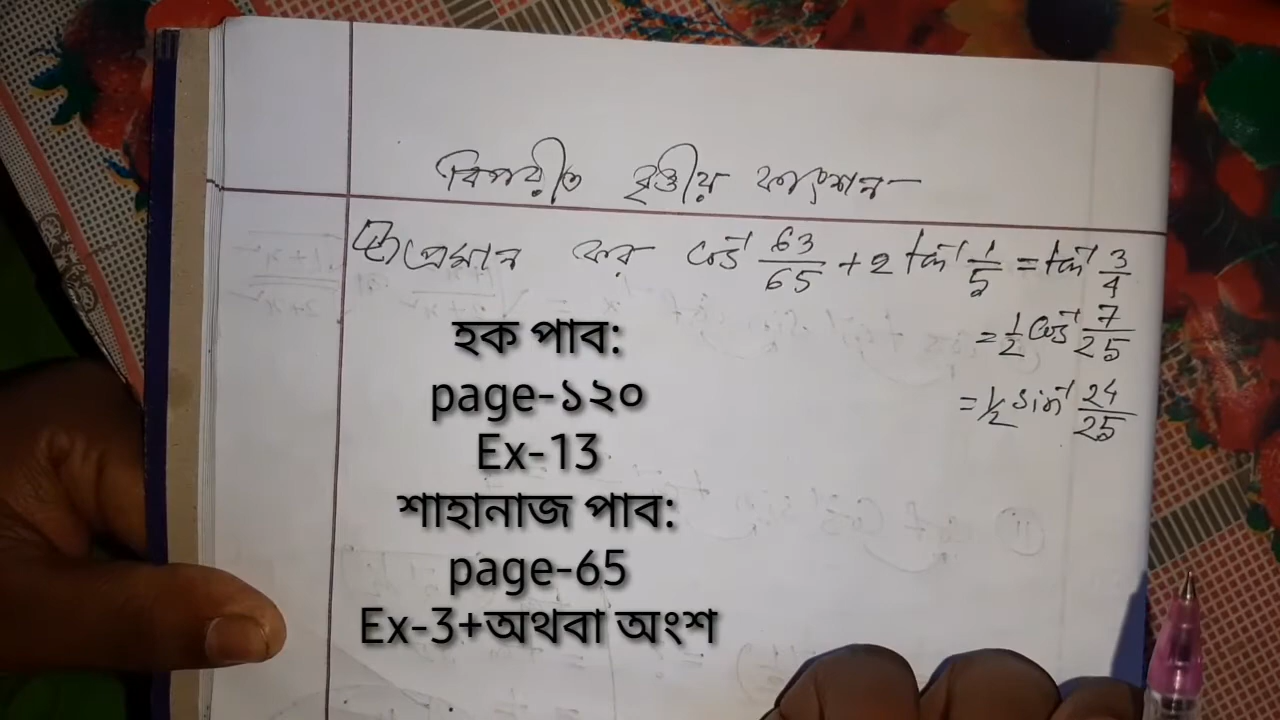 বিপরীত বৃত্তীয় ফাংশন
প্রমান কর cos⁻¹ 63/65 + 2 tan⁻¹ 1/5 = tan⁻¹ 3/4
= 1/2 cos⁻¹ 7/25
= 1/2 sin⁻¹ 24/25
হক পাব:
page-১২০
Ex-13
শাহানাজ পাব:
page-65
Ex-3+অথবা অংশ